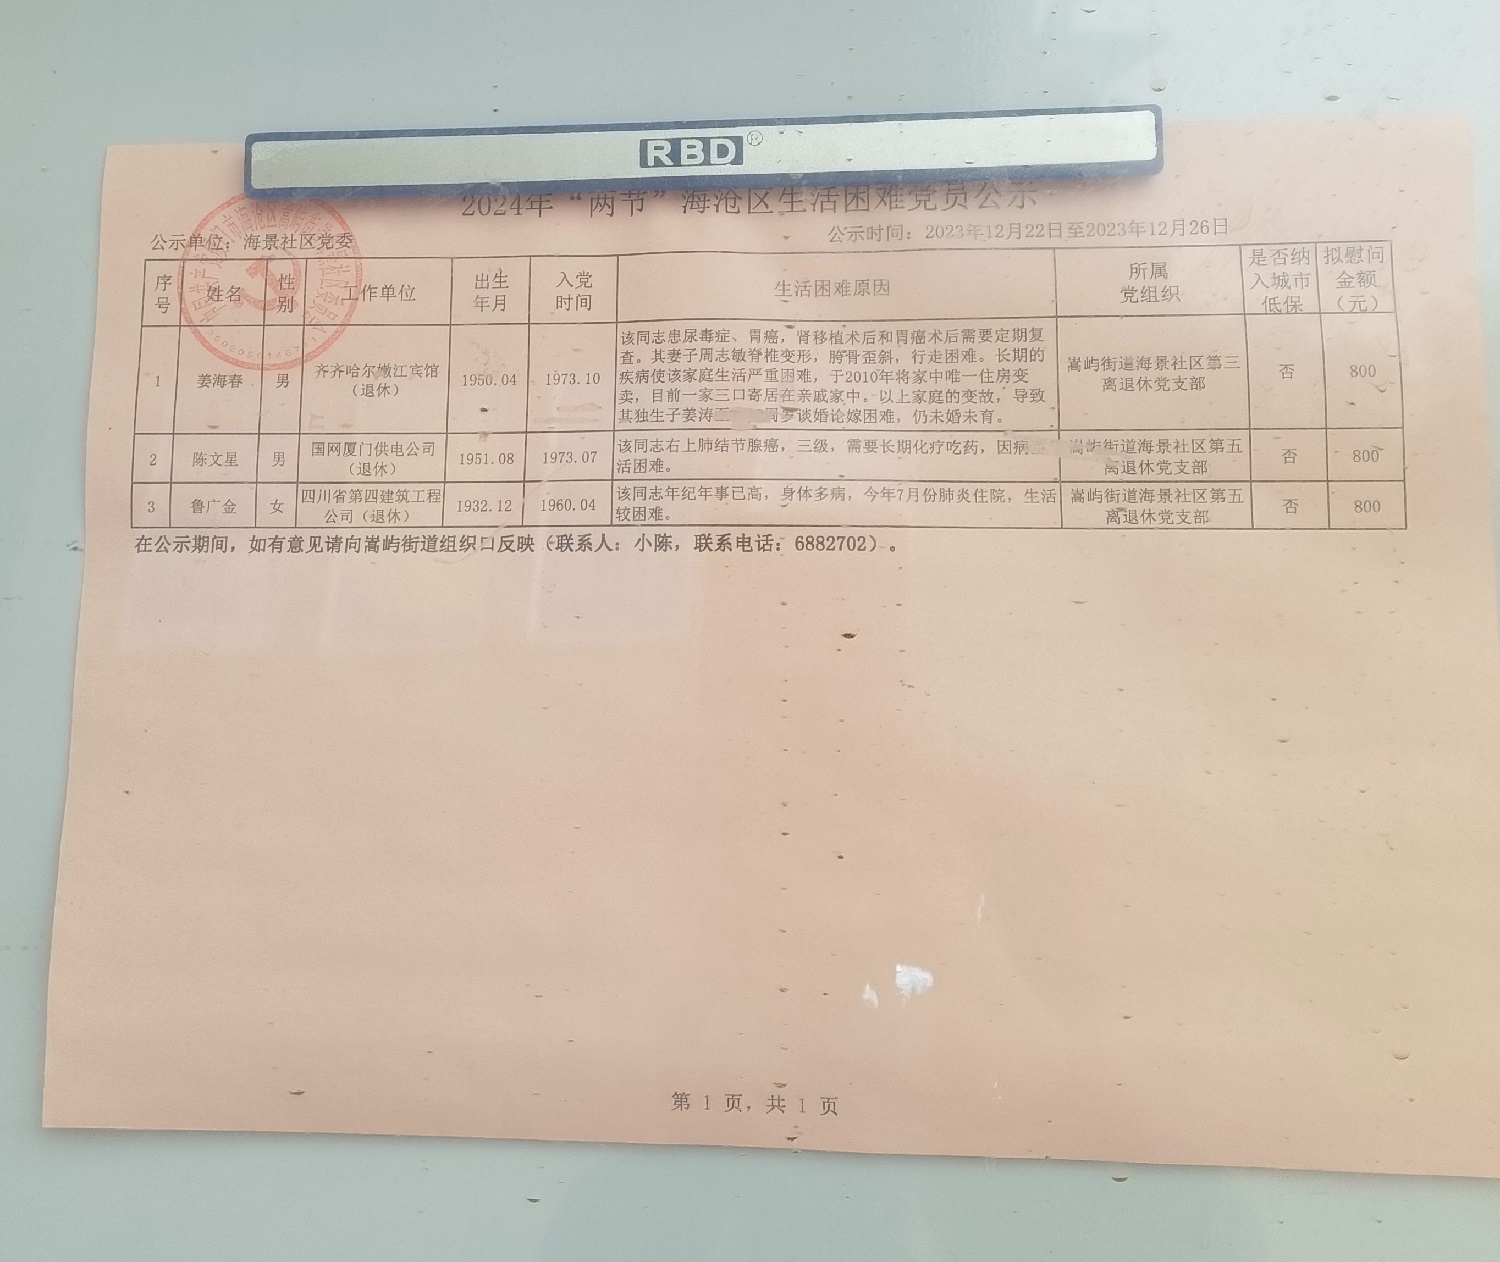 RBD®
2024年“两节”海沧区生活困难党员公示
公示单位：海景社区党委
公示时间：2023年12月22日至2023年12月26日
序号 姓名 性别 工作单位 出生年月 入党时间 生活困难原因 所属党组织 是否纳入城市低保 拟慰问金额（元）
1 姜海春 男 齐齐哈尔嫩江宾馆（退休） 1950.04 1973.10
该同志患尿毒症、胃癌，肾移植术后和胃癌术后需要定期复
查。其妻子周志敏脊椎变形，胯骨歪斜，行走困难。长期的
疾病使该家庭生活严重困难，于2010年将家中唯一住房变
卖，目前一家三口寄居在亲戚家中。以上家庭的变故，导致
其独生子姜涛 周岁谈婚论嫁困难，仍未婚未育。
嵩屿街道海景社区第三离退休党支部 否 800
2 陈文星 男 国网厦门供电公司（退休） 1951.08 1973.07
该同志右上肺结节腺癌，三级，需要长期化疗吃药，因病
活困难。
嵩屿街道海景社区第五离退休党支部 否 800
3 鲁广金 女 四川省第四建筑工程公司（退休） 1932.12 1960.04
该同志年纪年事已高，身体多病，今年7月份肺炎住院，生活
较困难。
嵩屿街道海景社区第五离退休党支部 否 800
在公示期间，如有意见请向嵩屿街道组织口反映（联系人：小陈，联系电话：6882702）。
第 1 页，共 1 页